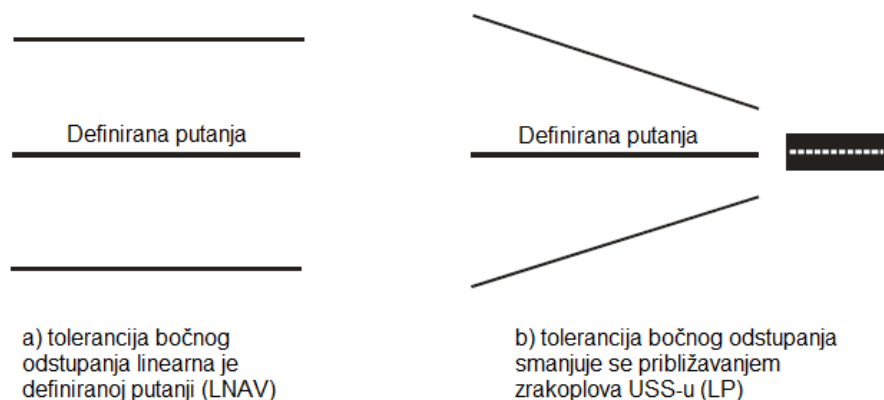 Definirana putanja
Definirana putanja
a) tolerancija bočnog
odstupanja linearna je
definiranoj putanji (LNAV)
b) tolerancija bočnog odstupanja
smanjuje se približavanjem
zrakoplova USS-u (LP)